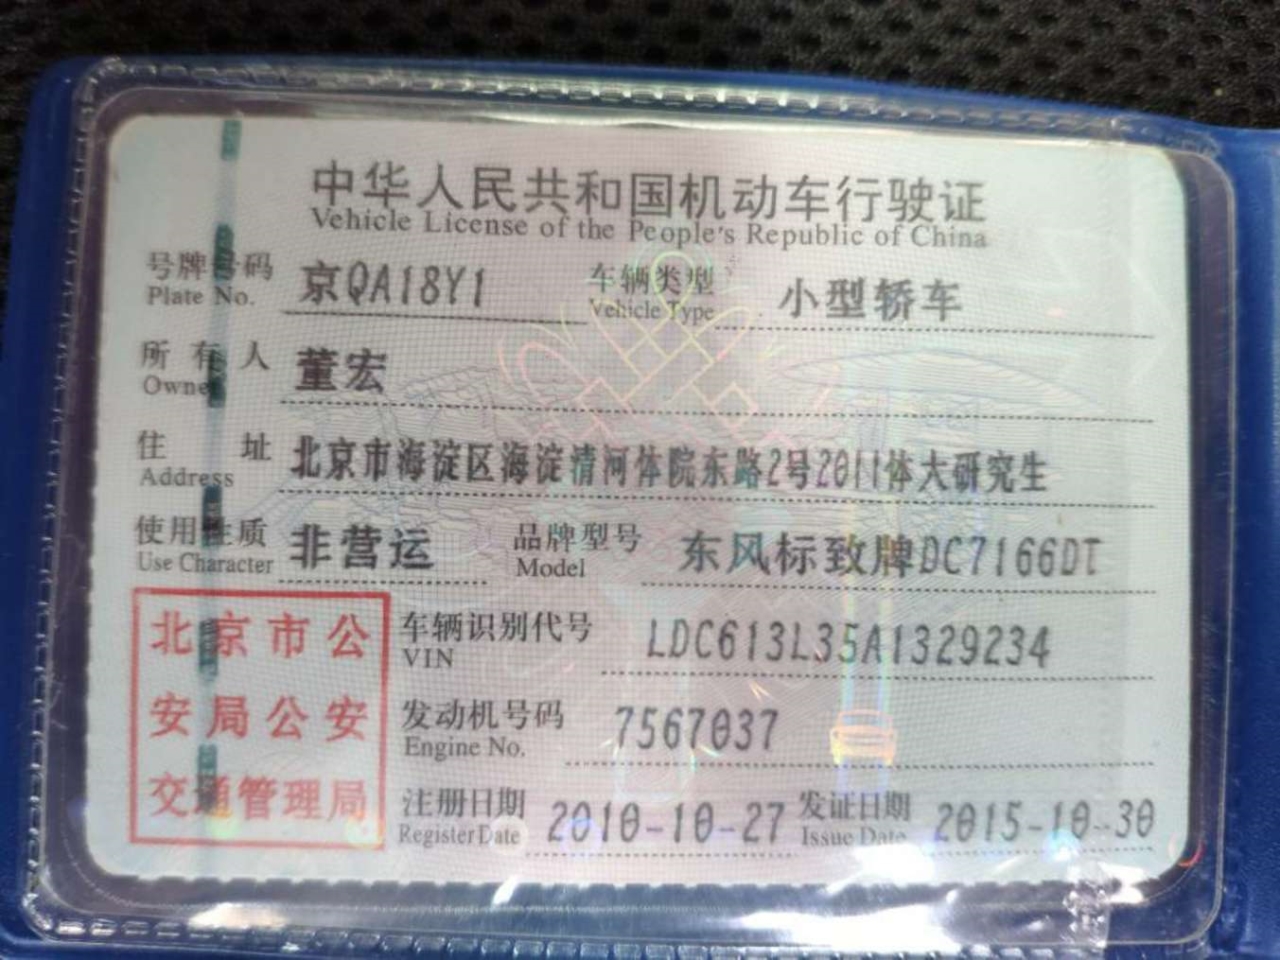 中华人民共和国机动车行驶证
Vehicle License of the People's Republic of China
号牌号码 京QA18Y1 车辆类型 小型轿车
Plate No. Vehicle Type
所有人 董宏
Owner
住址 北京市海淀区海淀清河体院东路2号2011体大研究生
Address
使用性质 非营运 品牌型号 东风标致牌DC7166DT
Use Character Model
北京市公
安局公安
交通管理局
车辆识别代号 LDC613L35A1329234
VIN
发动机号码 7567037
Engine No.
注册日期 2010-10-27 发证日期 2015-10-30
Register Date Issue Date